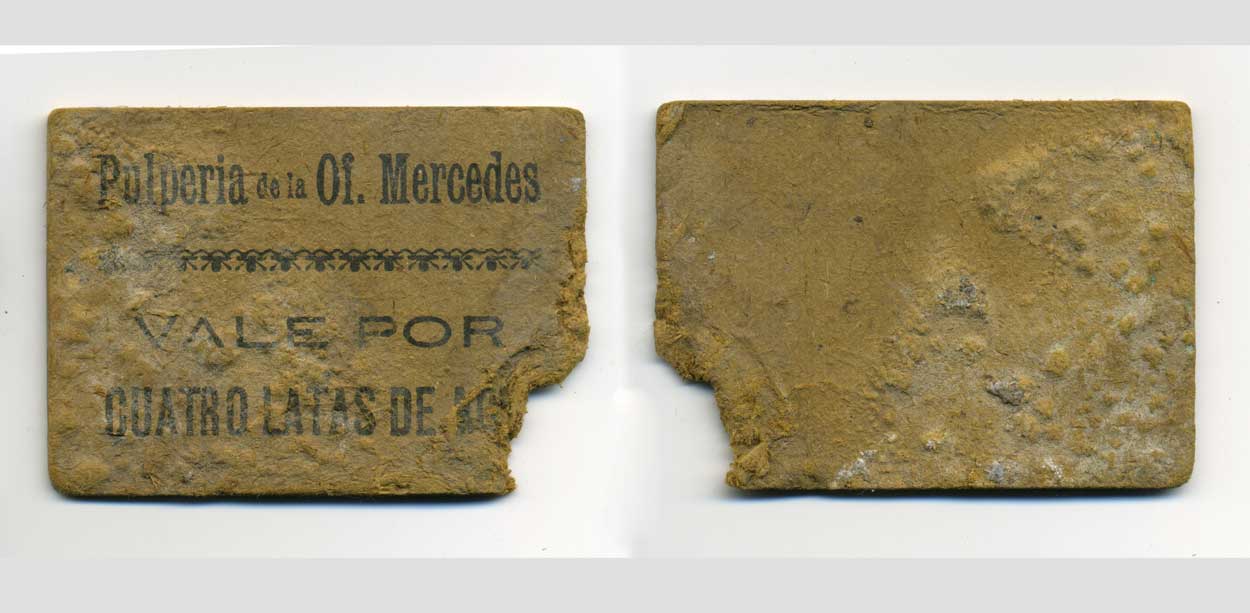 Pulperia de la Of. Mercedes
VALE POR
CUATRO LATAS DE